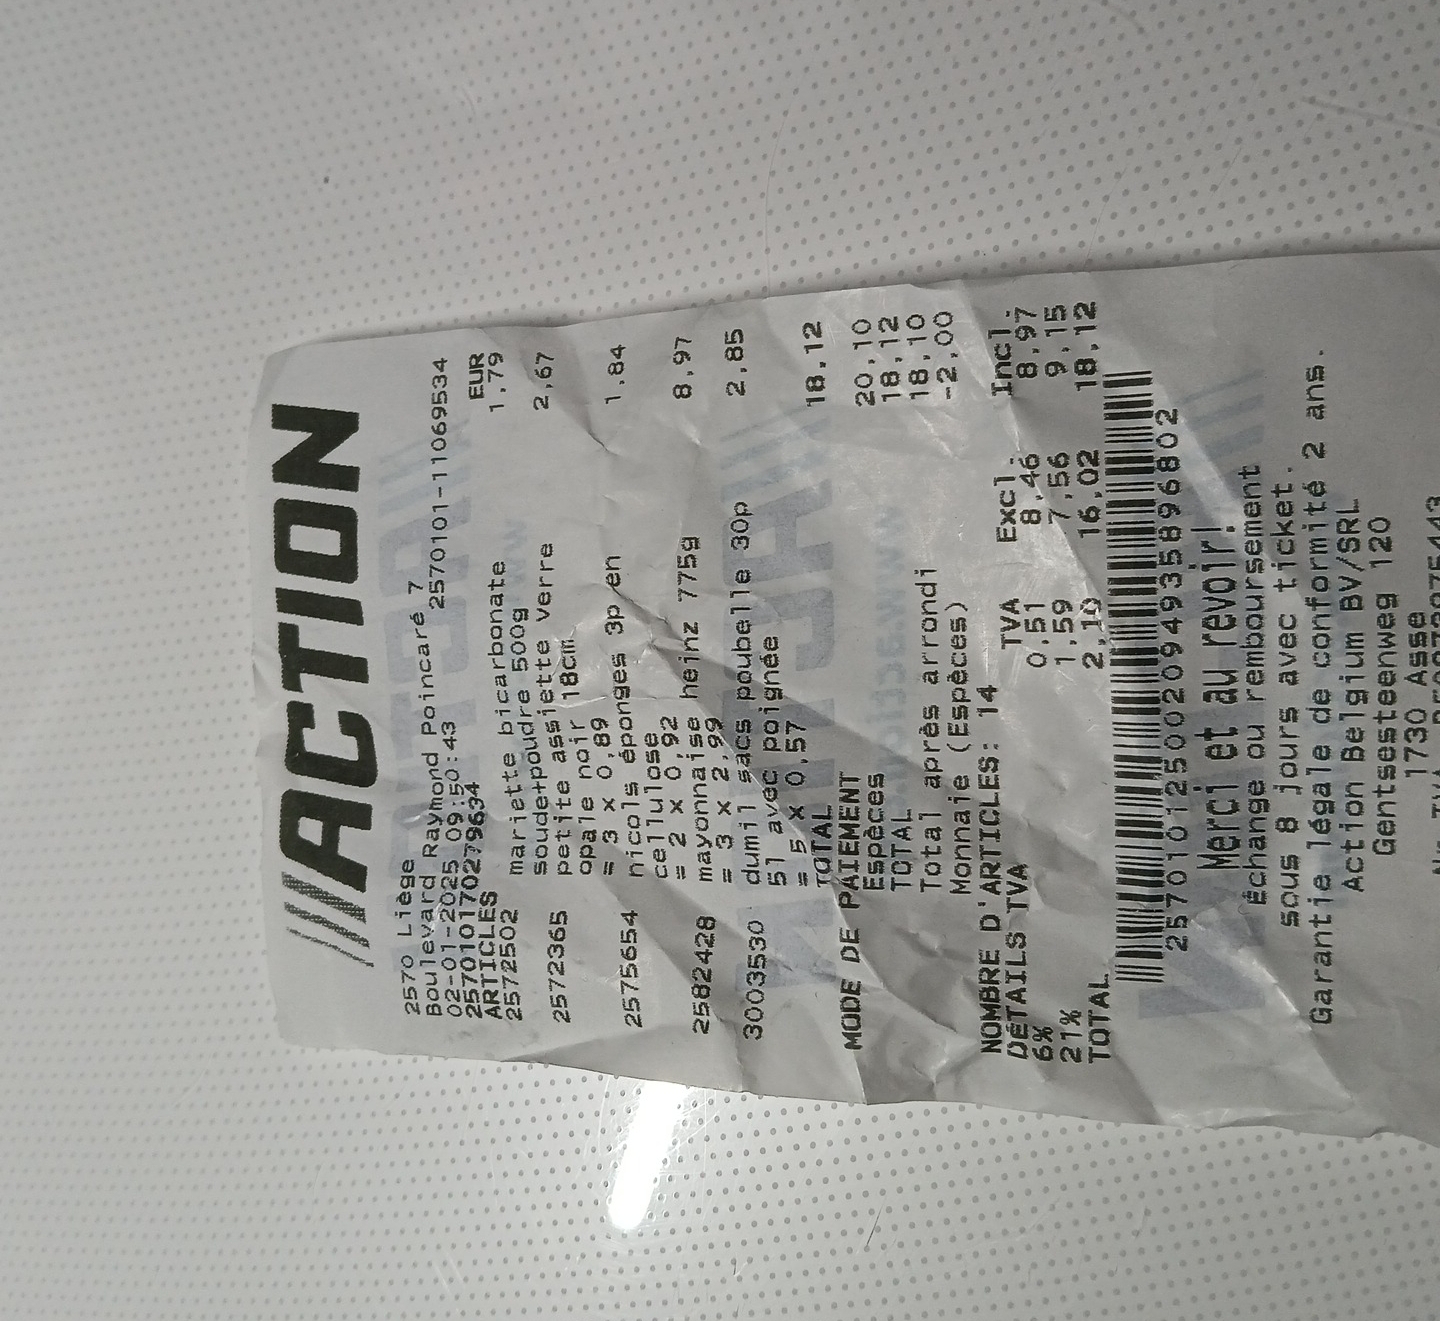 ACTION
2570 Liège
Boulevard Raymond Poincaré 7
02-01-2025 09:50:43 2570101-11069534
257010170279634
ARTICLES EUR
2572502 mariette bicarbonate 1,79
soude+poudre 500g
2572365 petite assiette verre 2,67
opale noir 18cm
= 3 x 0,89
2575654 nicols éponges 3p en 1,84
cellulose
= 2 x 0,92
2582428 mayonnaise heinz 775g 8,97
= 3 x 2,99
3003530 dumil sacs poubelle 30p 2,85
5l avec poignée
= 5 x 0,57
TOTAL 18,12
MODE DE PAIEMENT
Espèces 20,10
TOTAL 18,12
Total après arrondi 18,10
Monnaie (Espèces) -2,00
NOMBRE D'ARTICLES: 14
DÉTAILS TVA TVA Excl. Incl.
6% 0,51 8,46 8,97
21% 1,59 7,56 9,15
TOTAL 2,10 16,02 18,12
2570101250020949358968​02
Merci et au revoir!
Échange ou remboursement
sous 8 jours avec ticket.
Garantie légale de conformité 2 ans.
Action Belgium BV/SRL
Gentsesteenweg 120
1730 Asse